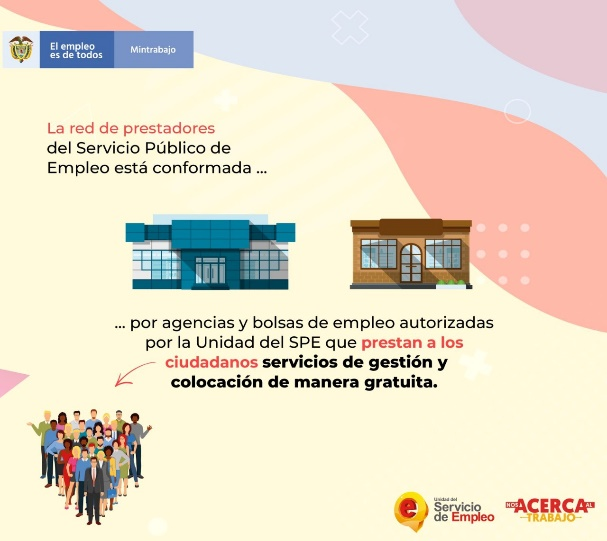 El empleo
es de todos
Mintrabajo
La red de prestadores
del Servicio Público de
Empleo está conformada ...
... por agencias y bolsas de empleo autorizadas
por la Unidad del SPE que prestan a los
ciudadanos servicios de gestión y
colocación de manera gratuita.
Unidad del
Servicio
de Empleo
NOS ACERCA AL
TRABAJO